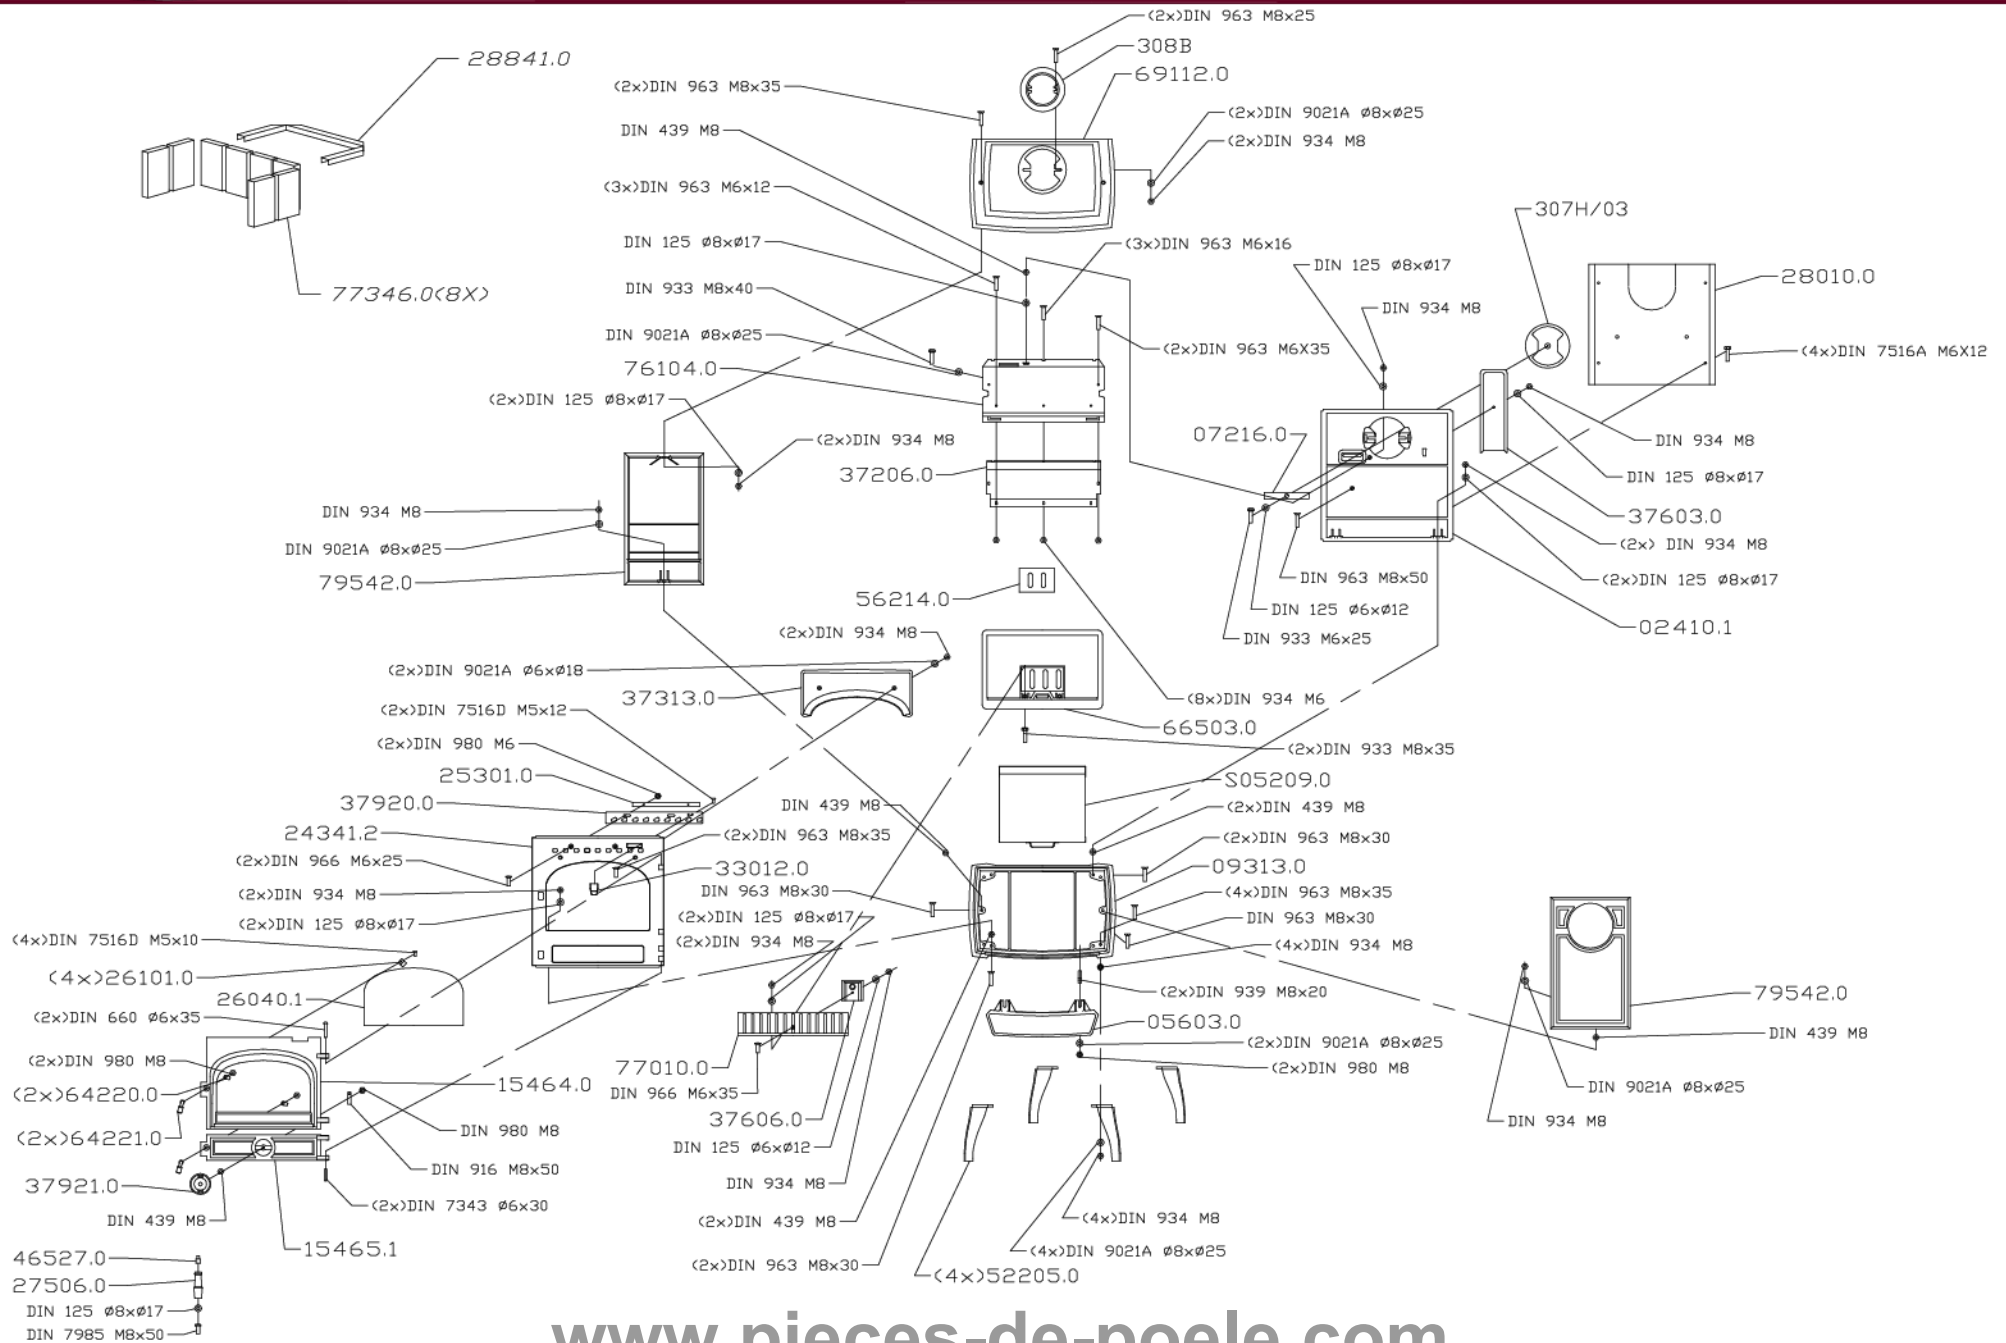 (2x)DIN 963 M8x25
28841.0
308B
69112.0
(2x)DIN 963 M8x35
(2x)DIN 9021A Ø8xØ25
DIN 439 M8
(2x)DIN 934 M8
(3x)DIN 963 M6x12
307H/03
DIN 125 Ø8xØ17
(3x)DIN 963 M6x16
DIN 125 Ø8xØ17
28010.0
DIN 933 M8x40
77346.0(8X)
DIN 934 M8
DIN 9021A Ø8xØ25
(2x)DIN 963 M6X35
(4x)DIN 7516A M6X12
76104.0
(2x)DIN 125 Ø8xØ17
07216.0
(2x)DIN 934 M8
DIN 934 M8
37206.0
DIN 125 Ø8xØ17
DIN 934 M8
37603.0
DIN 9021A Ø8xØ25
(2x) DIN 934 M8
79542.0
DIN 963 M8x50
(2x)DIN 125 Ø8xØ17
56214.0
DIN 125 Ø6xØ12
(2x)DIN 934 M8
DIN 933 M6x25
02410.1
(2x)DIN 9021A Ø6xØ18
37313.0
(8x)DIN 934 M6
(2x)DIN 7516D M5x12
66503.0
(2x)DIN 980 M6
(2x)DIN 933 M8x35
25301.0
S05209.0
37920.0
DIN 439 M8
(2x)DIN 439 M8
24341.2
(2x)DIN 963 M8x35
(2x)DIN 963 M8x30
(2x)DIN 966 M6x25
33012.0
09313.0
(2x)DIN 934 M8
DIN 963 M8x30
(4x)DIN 963 M8x35
(2x)DIN 125 Ø8xØ17
(2x)DIN 125 Ø8xØ17
DIN 963 M8x30
(4x)DIN 7516D M5x10
(2x)DIN 934 M8
(4x)DIN 934 M8
(4x)26101.0
26040.1
(2x)DIN 939 M8x20
79542.0
(2x)DIN 660 Ø6x35
05603.0
DIN 439 M8
(2x)DIN 980 M8
77010.0
(2x)DIN 9021A Ø8xØ25
(2x)64220.0
15464.0
DIN 966 M6x35
(2x)DIN 980 M8
DIN 9021A Ø8xØ25
37606.0
DIN 934 M8
(2x)64221.0
DIN 980 M8
DIN 125 Ø6xØ12
DIN 916 M8x50
37921.0
DIN 934 M8
(2x)DIN 7343 Ø6x30
DIN 439 M8
(2x)DIN 439 M8
(4x)DIN 934 M8
15465.1
(4x)DIN 9021A Ø8xØ25
46527.0
(2x)DIN 963 M8x30
(4x)52205.0
27506.0
DIN 125 Ø8xØ17
DIN 7985 M8x50
www.pieces-de-poele.com